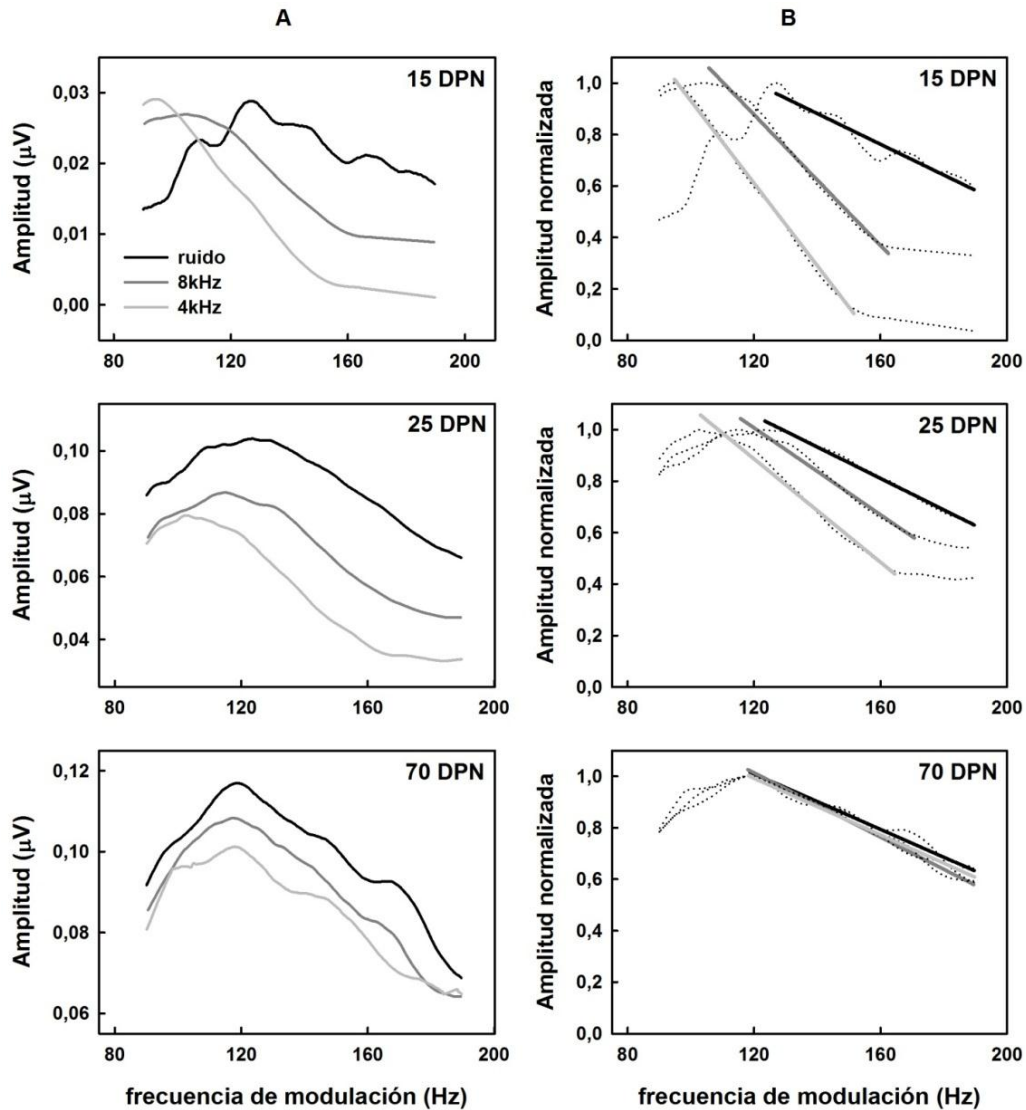 A
B
15 DPN
Amplitud (μV)
0,03
0,02
0,01
0,00
ruido
8kHz
4kHz
80
120
160
200
15 DPN
Amplitud normalizada
1,0
0,8
0,6
0,4
0,2
0,0
80
120
160
200
25 DPN
Amplitud (μV)
0,10
0,08
0,06
0,04
80
120
160
200
25 DPN
Amplitud normalizada
1,0
0,8
0,6
0,4
0,2
0,0
80
120
160
200
70 DPN
Amplitud (μV)
0,12
0,10
0,08
0,06
80
120
160
200
frecuencia de modulación (Hz)
70 DPN
Amplitud normalizada
1,0
0,8
0,6
0,4
0,2
0,0
80
120
160
200
frecuencia de modulación (Hz)